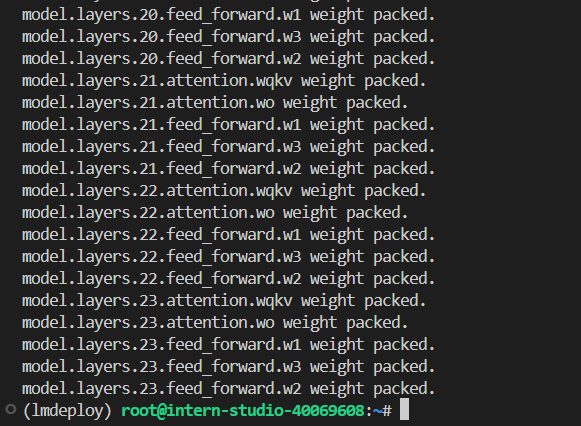 model.layers.20.feed_forward.w1 weight packed.
model.layers.20.feed_forward.w3 weight packed.
model.layers.20.feed_forward.w2 weight packed.
model.layers.21.attention.wqkv weight packed.
model.layers.21.attention.wo weight packed.
model.layers.21.feed_forward.w1 weight packed.
model.layers.21.feed_forward.w3 weight packed.
model.layers.21.feed_forward.w2 weight packed.
model.layers.22.attention.wqkv weight packed.
model.layers.22.attention.wo weight packed.
model.layers.22.feed_forward.w1 weight packed.
model.layers.22.feed_forward.w3 weight packed.
model.layers.22.feed_forward.w2 weight packed.
model.layers.23.attention.wqkv weight packed.
model.layers.23.attention.wo weight packed.
model.layers.23.feed_forward.w1 weight packed.
model.layers.23.feed_forward.w3 weight packed.
model.layers.23.feed_forward.w2 weight packed.
(lmdeploy) root@intern-studio-40069608:~#